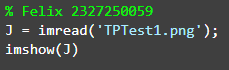 % Felix 2327250059
J = imread('TPTest1.png');
imshow(J)